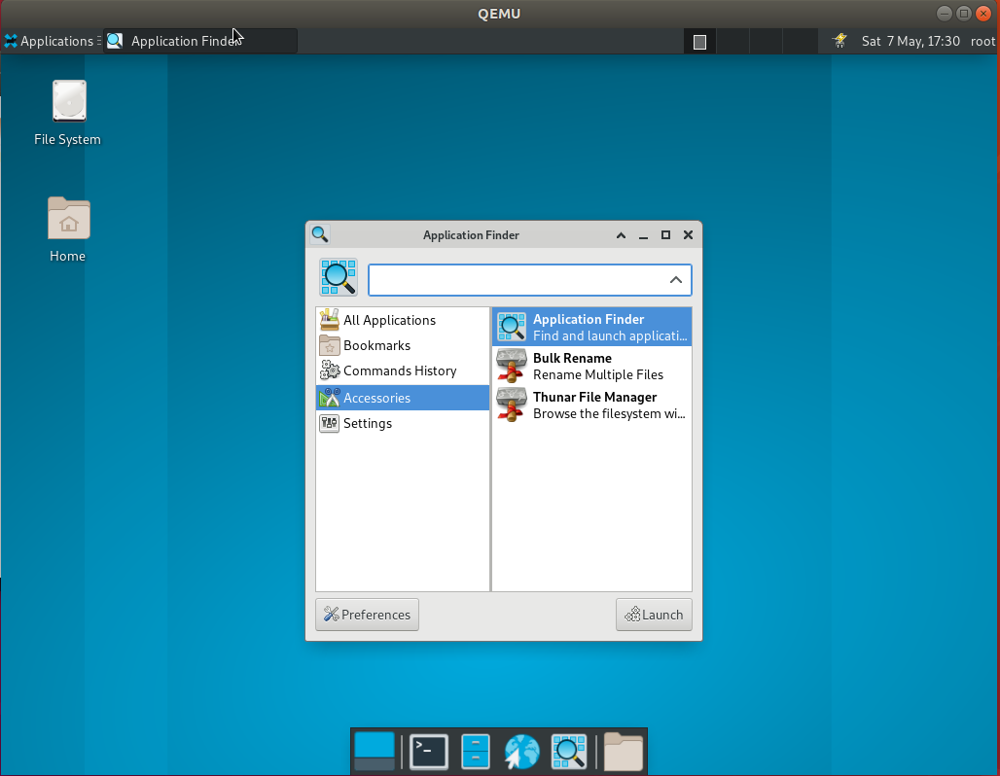 QEMU
Applications
Application Finder
Sat 7 May, 17:30
root
File System
Home
Application Finder
All Applications
Bookmarks
Commands History
Accessories
Settings
Application Finder
Find and launch applicati...
Bulk Rename
Rename Multiple Files
Thunar File Manager
Browse the filesystem wi...
Preferences
Launch